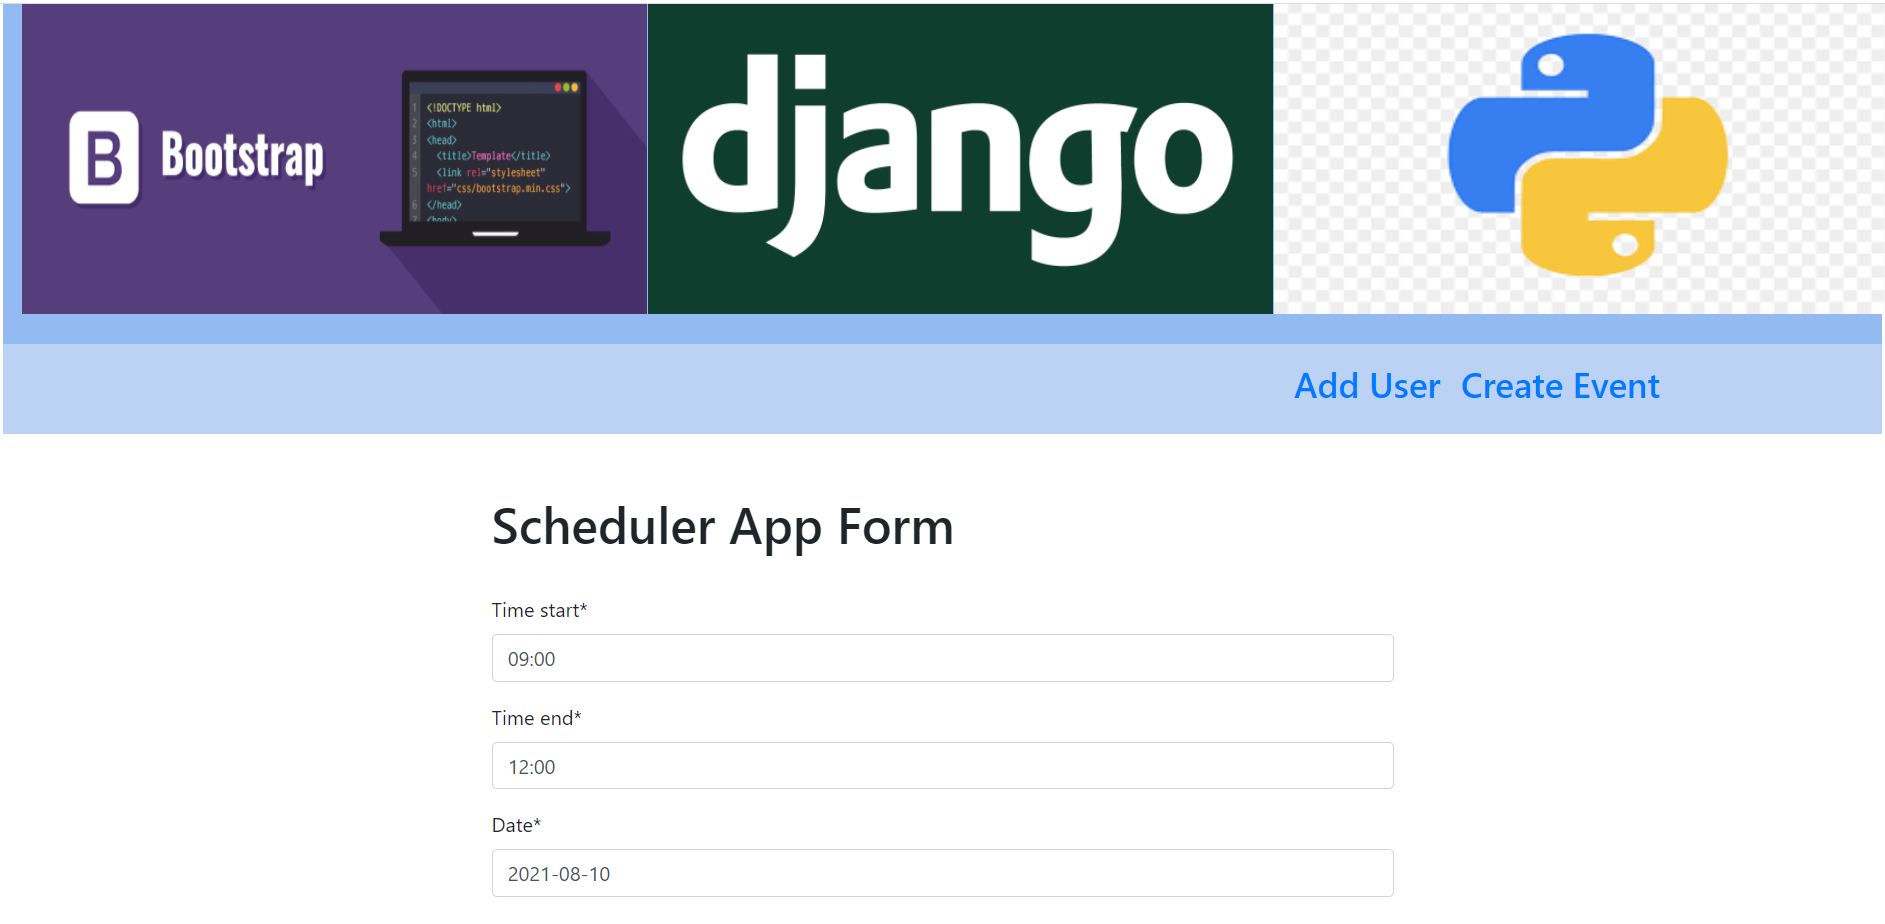 B Bootstrap
1 <!DOCTYPE html>
2 <html>
3 <head>
4 <title>Template</title>
5 <link rel="stylesheet"
href="css/bootstrap.min.css">
6 </head>
7 <body>
django
Add User Create Event
Scheduler App Form
Time start*
09:00
Time end*
12:00
Date*
2021-08-10